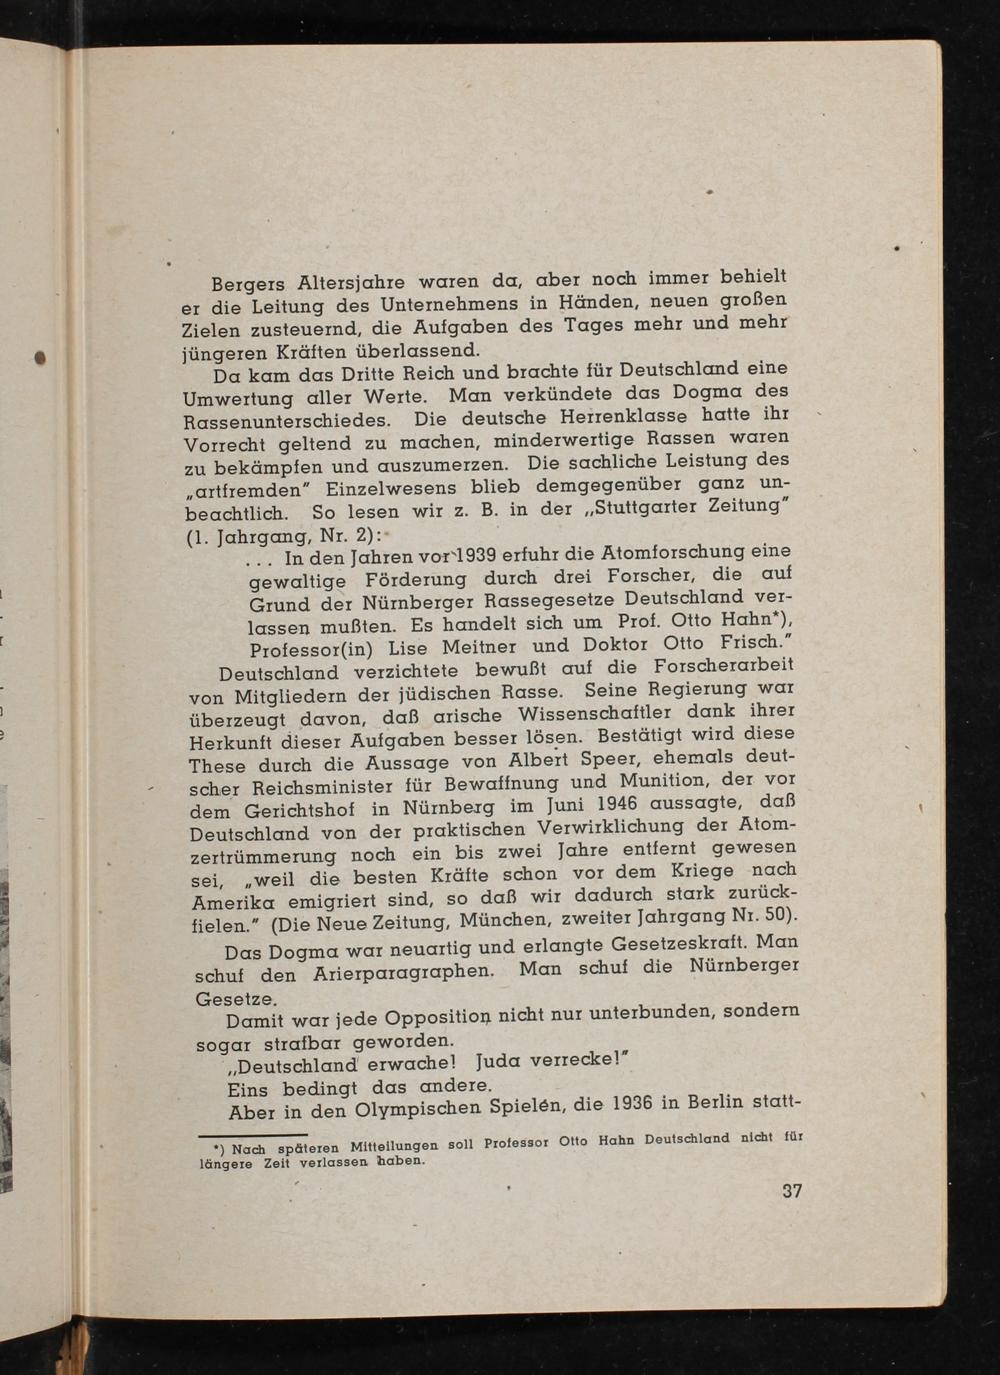 Bergers Altersjahre waren da, aber noch immer behielt
er die Leitung des Unternehmens in Händen, neuen großen
Zielen zusteuernd, die Aufgaben des Tages mehr und mehr
jüngeren Kräften überlassend.
Da kam das Dritte Reich und brachte für Deutschland eine
Umwertung aller Werte. Man verkündete das Dogma des
Rassenunterschiedes. Die deutsche Herrenklasse hatte ihr
Vorrecht geltend zu machen, minderwertige Rassen waren
zu bekämpfen und auszumerzen. Die sachliche Leistung des
„artfremden" Einzelwesens blieb demgegenüber ganz un-
beachtlich. So lesen wir z. B. in der „Stuttgarter Zeitung"
(1. Jahrgang, Nr. 2):
... In den Jahren vor 1939 erfuhr die Atomforschung eine
gewaltige Förderung durch drei Forscher, die auf
Grund der Nürnberger Rassegesetze Deutschland ver-
lassen mußten. Es handelt sich um Prof. Otto Hahn*),
Professor(in) Lise Meitner und Doktor Otto Frisch."
Deutschland verzichtete bewußt auf die Forscherarbeit
von Mitgliedern der jüdischen Rasse. Seine Regierung war
überzeugt davon, daß arische Wissenschaftler dank ihrer
Herkunft dieser Aufgaben besser lösen. Bestätigt wird diese
These durch die Aussage von Albert Speer, ehemals deut-
scher Reichsminister für Bewaffnung und Munition, der vor
dem Gerichtshof in Nürnberg im Juni 1946 aussagte, daß
Deutschland von der praktischen Verwirklichung der Atom-
zertrümmerung noch ein bis zwei Jahre entfernt gewesen
sei, „weil die besten Kräfte schon vor dem Kriege nach
Amerika emigriert sind, so daß wir dadurch stark zurück-
fielen." (Die Neue Zeitung, München, zweiter Jahrgang Nr. 50).
Das Dogma war neuartig und erlangte Gesetzeskraft. Man
schuf den Arierparagraphen. Man schuf die Nürnberger
Gesetze.
Damit war jede Opposition nicht nur unterbunden, sondern
sogar strafbar geworden.
„Deutschland erwache! Juda verrecke!"
Eins bedingt das andere.
Aber in den Olympischen Spielen, die 1936 in Berlin statt-
*) Nach späteren Mitteilungen soll Professor Otto Hahn Deutschland nicht für
längere Zeit verlassen haben.
37